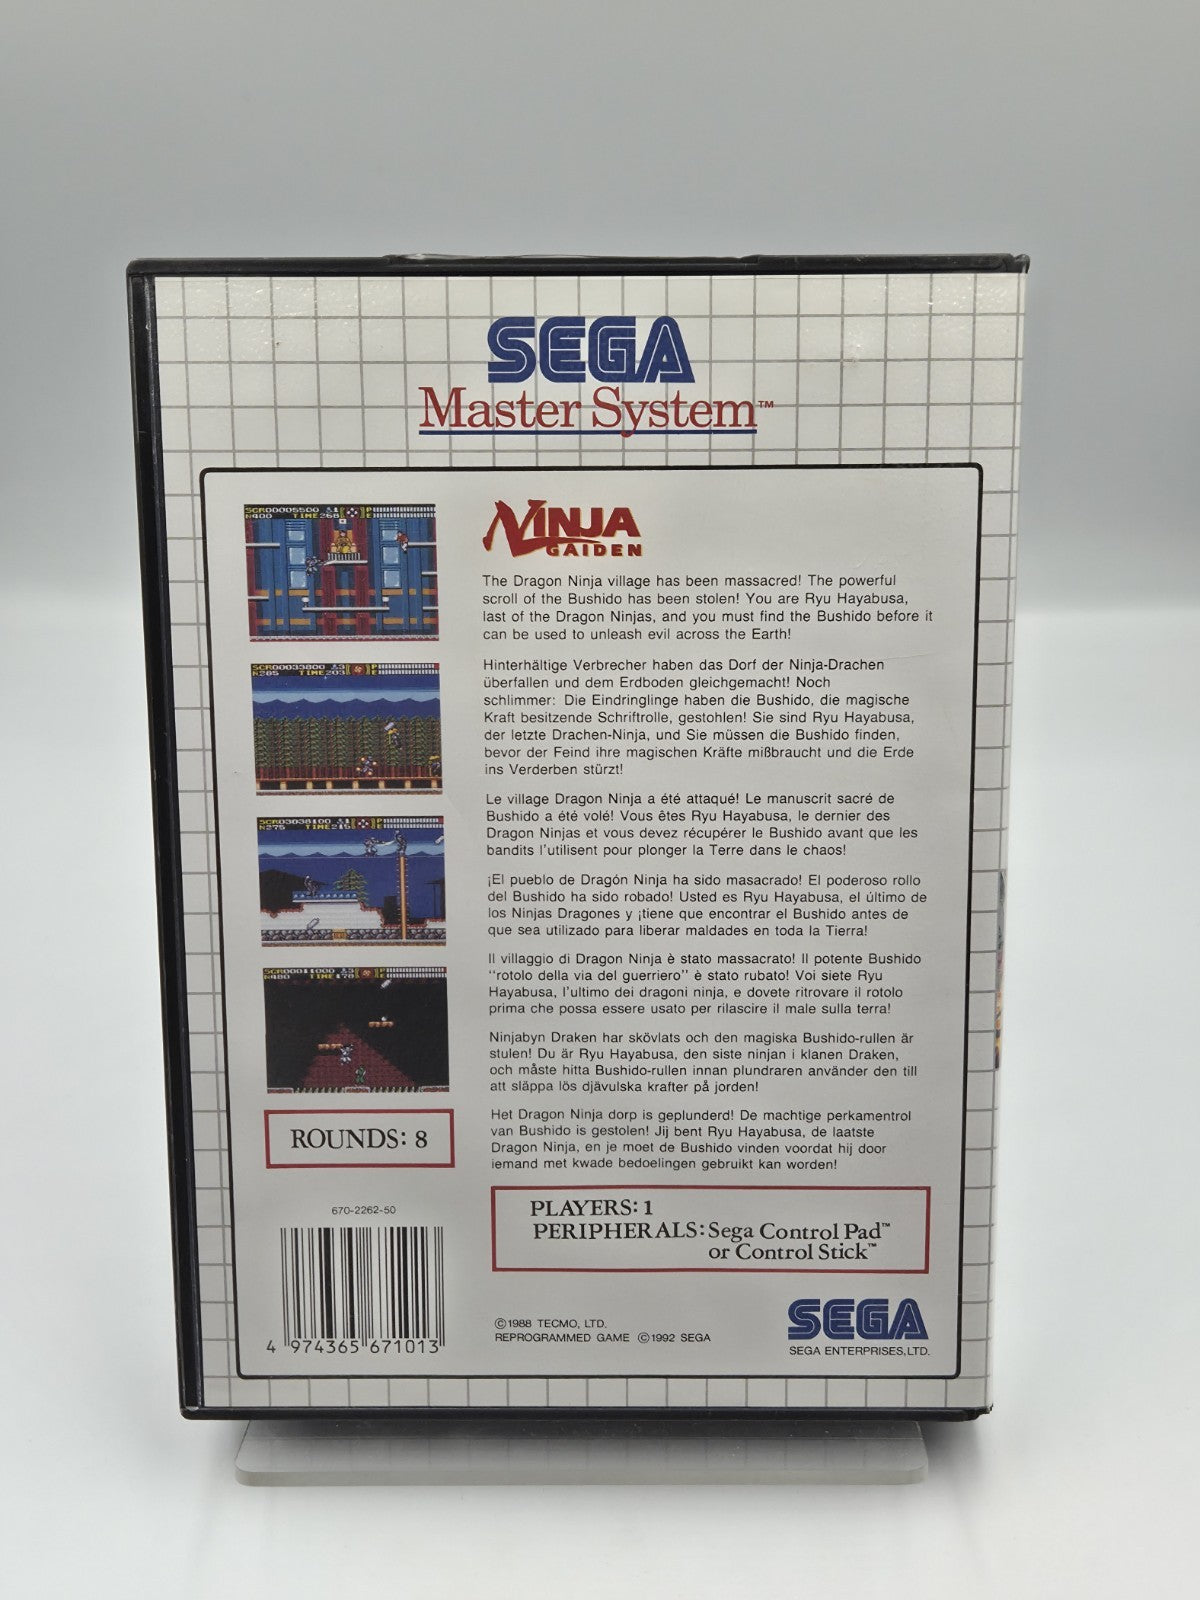 SEGA
Master System™
NINJA
GAIDEN
The Dragon Ninja village has been massacred! The powerful
scroll of the Bushido has been stolen! You are Ryu Hayabusa,
last of the Dragon Ninjas, and you must find the Bushido before it
can be used to unleash evil across the Earth!
Hinterhältige Verbrecher haben das Dorf der Ninja-Drachen
überfallen und dem Erdboden gleichgemacht! Noch
schlimmer: Die Eindringlinge haben die Bushido, die magische
Kraft besitzende Schriftrolle, gestohlen! Sie sind Ryu Hayabusa,
der letzte Drachen-Ninja, und Sie müssen die Bushido finden,
bevor der Feind ihre magischen Kräfte mißbraucht und die Erde
ins Verderben stürzt!
Le village Dragon Ninja a été attaqué! Le manuscrit sacré de
Bushido a été volé! Vous êtes Ryu Hayabusa, le dernier des
Dragon Ninjas et vous devez récupérer le Bushido avant que les
bandits l'utilisent pour plonger la Terre dans le chaos!
¡El pueblo de Dragón Ninja ha sido masacrado! El poderoso rollo
del Bushido ha sido robado! Usted es Ryu Hayabusa, el último de
los Ninjas Dragones y ¡tiene que encontrar el Bushido antes de
que sea utilizado para liberar maldades en toda la Tierra!
Il villaggio di Dragon Ninja è stato massacrato! Il potente Bushido
''rotolo della via del guerriero'' è stato rubato! Voi siete Ryu
Hayabusa, l'ultimo dei dragoni ninja, e dovete ritrovare il rotolo
prima che possa essere usato per rilascire il male sulla terra!
Ninjabyn Draken har skövlats och den magiska Bushido-rullen är
stulen! Du är Ryu Hayabusa, den siste ninjan i klanen Draken,
och måste hitta Bushido-rullen innan plundraren använder den till
att släppa lös djävulska krafter på jorden!
Het Dragon Ninja dorp is geplunderd! De machtige perkamentrol
van Bushido is gestolen! Jij bent Ryu Hayabusa, de laatste
Dragon Ninja, en je moet de Bushido vinden voordat hij door
iemand met kwade bedoelingen gebruikt kan worden!
SCR00005500 1 P
N400 TIME268 E
SCR00033800 3 P
N285 TIME203 E
1 P
N275 TIME215 E
3 P
N480 TIME178 E
ROUNDS: 8
PLAYERS: 1
PERIPHERALS: Sega Control Pad™
or Control Stick™
670-2262-50
4 974365 671013
©1988 TECMO, LTD.
REPROGRAMMED GAME ©1992 SEGA
SEGA
SEGA ENTERPRISES, LTD.